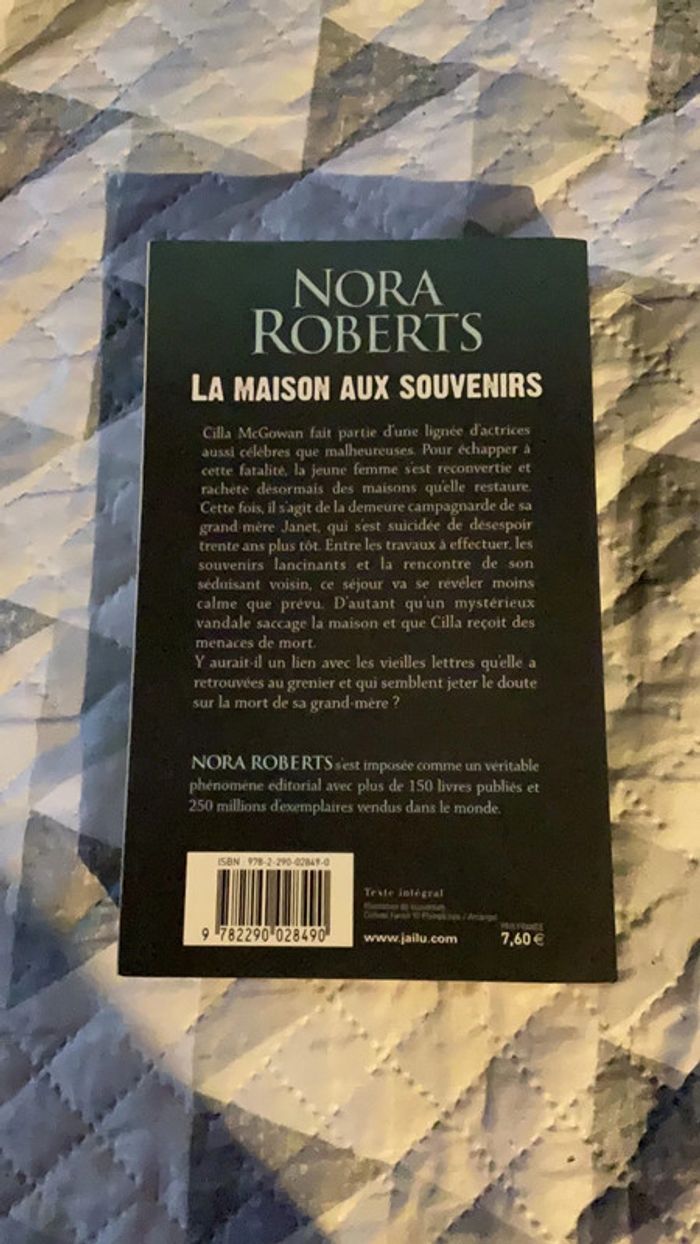 NORA
ROBERTS
LA MAISON AUX SOUVENIRS
Cilla McGowan fait partie d'une lignée d'actrices
aussi célèbres que malheureuses. Pour échapper à
cette fatalité, la jeune femme s'est reconvertie et
rachète désormais des maisons qu'elle restaure.
Cette fois, il s'agit de la demeure campagnarde de sa
grand-mère Janet, qui s'est suicidée de désespoir
trente ans plus tôt. Entre les travaux à effectuer, les
souvenirs lancinants et la rencontre de son
séduisant voisin, ce séjour va se révéler moins
calme que prévu. D'autant qu'un mystérieux
vandale saccage la maison et que Cilla reçoit des
menaces de mort.
Y aurait-il un lien avec les vieilles lettres qu'elle a
retrouvées au grenier et qui semblent jeter le doute
sur la mort de sa grand-mère ?
NORA ROBERTS s'est imposée comme un véritable
phénomène éditorial avec plus de 150 livres publiés et
250 millions d'exemplaires vendus dans le monde.
ISBN : 978-2-290-02849-0
9 782290 028490
Texte intégral
www.jailu.com
PRIX FRANCE
7,60 €